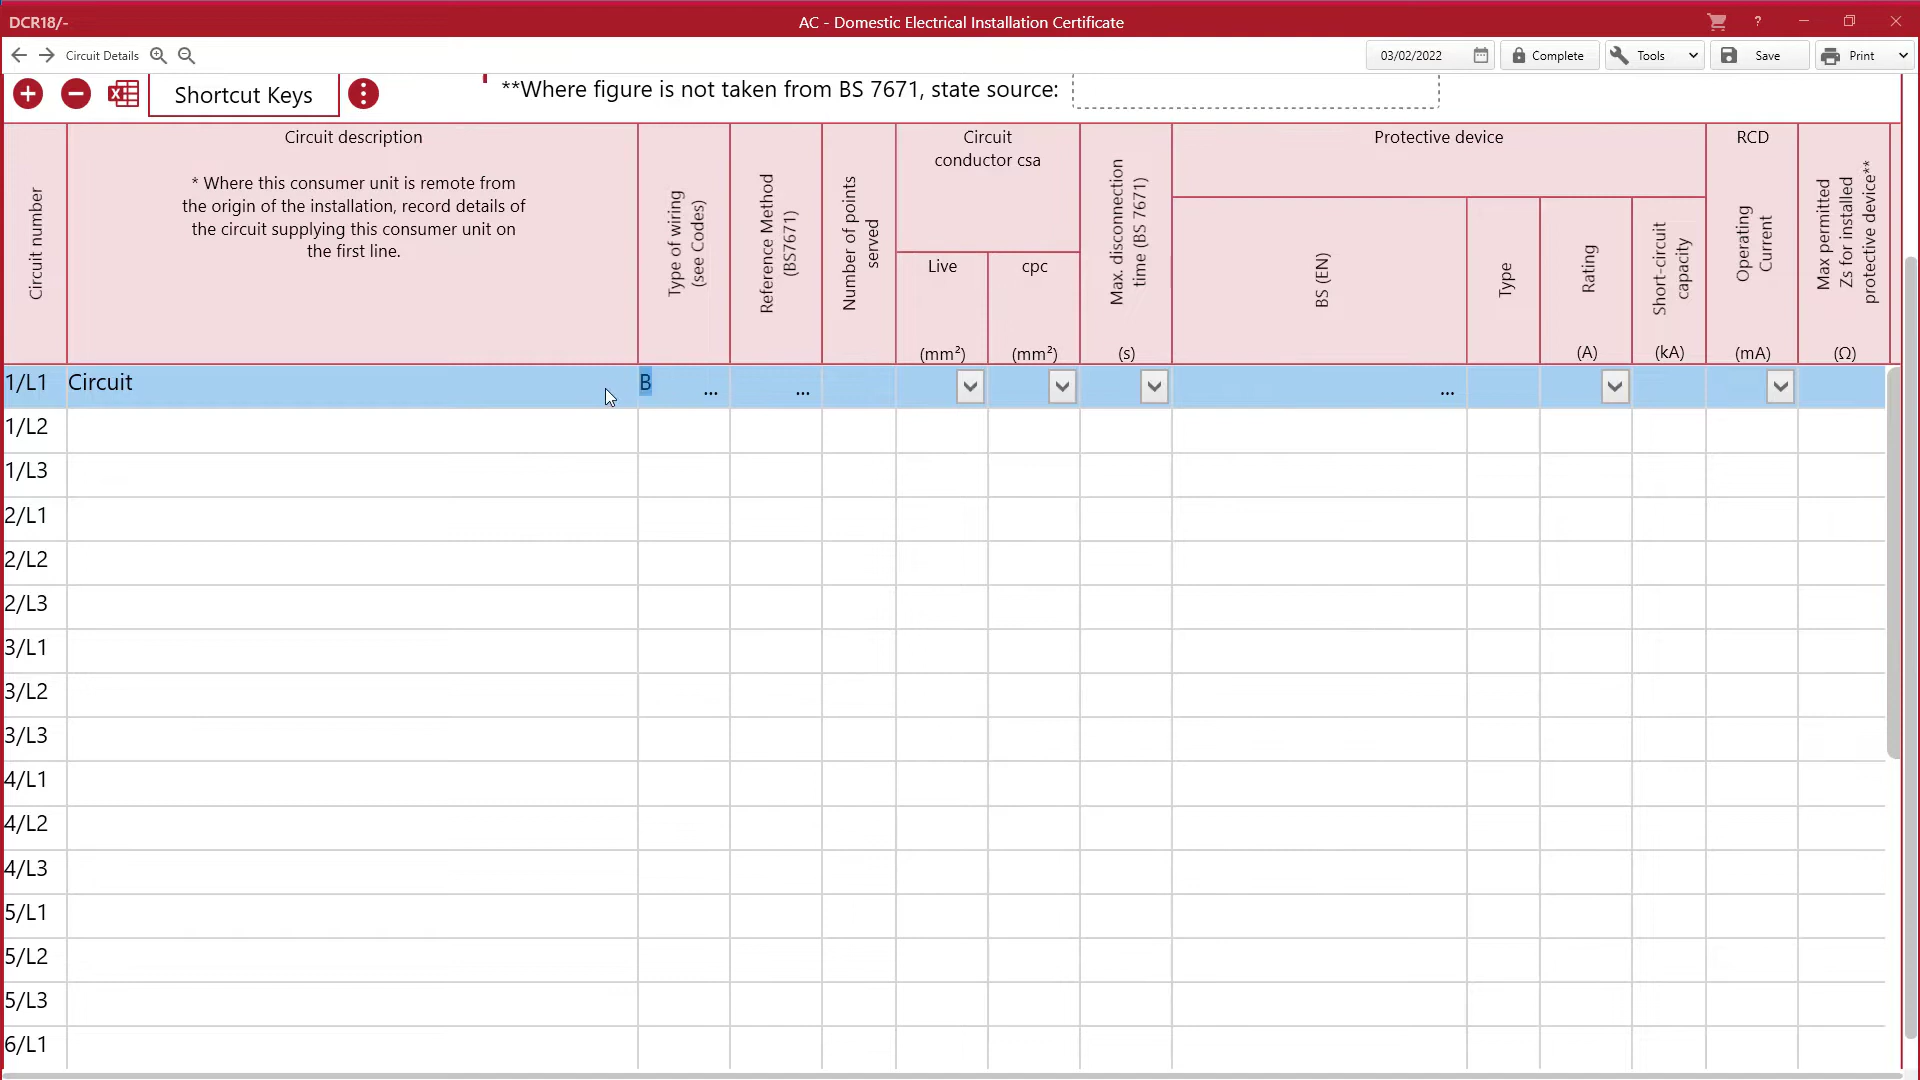 DCR18/-
AC - Domestic Electrical Installation Certificate
?
Circuit Details
03/02/2022
Complete
Tools
Save
Print
Shortcut Keys
**Where figure is not taken from BS 7671, state source:
Circuit number
Circuit description
* Where this consumer unit is remote from
the origin of the installation, record details of
the circuit supplying this consumer unit on
the first line.
Type of wiring
(see Codes)
Reference Method
(BS7671)
Number of points
served
Circuit
conductor csa
Live
(mm²)
cpc
(mm²)
Max. disconnection
time (BS 7671)
(s)
Protective device
BS (EN)
Type
Rating
(A)
Short-circuit
capacity
(kA)
RCD
Operating
Current
(mA)
Max permitted
Zs for installed
protective device**
(Ω)
1/L1 Circuit B ... ... ...
1/L2
1/L3
2/L1
2/L2
2/L3
3/L1
3/L2
3/L3
4/L1
4/L2
4/L3
5/L1
5/L2
5/L3
6/L1